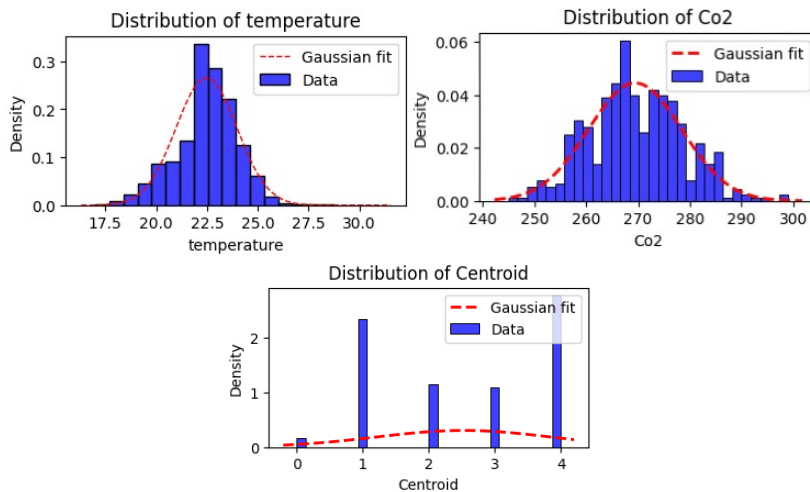 Distribution of temperature
Gaussian fit
Data
0.3
0.2
0.1
0.0
Density
17.5 20.0 22.5 25.0 27.5 30.0
temperature
Distribution of Co2
Gaussian fit
Data
0.06
0.04
0.02
0.00
Density
240 250 260 270 280 290 300
Co2
Distribution of Centroid
Gaussian fit
Data
2
1
0
Density
0 1 2 3 4
Centroid